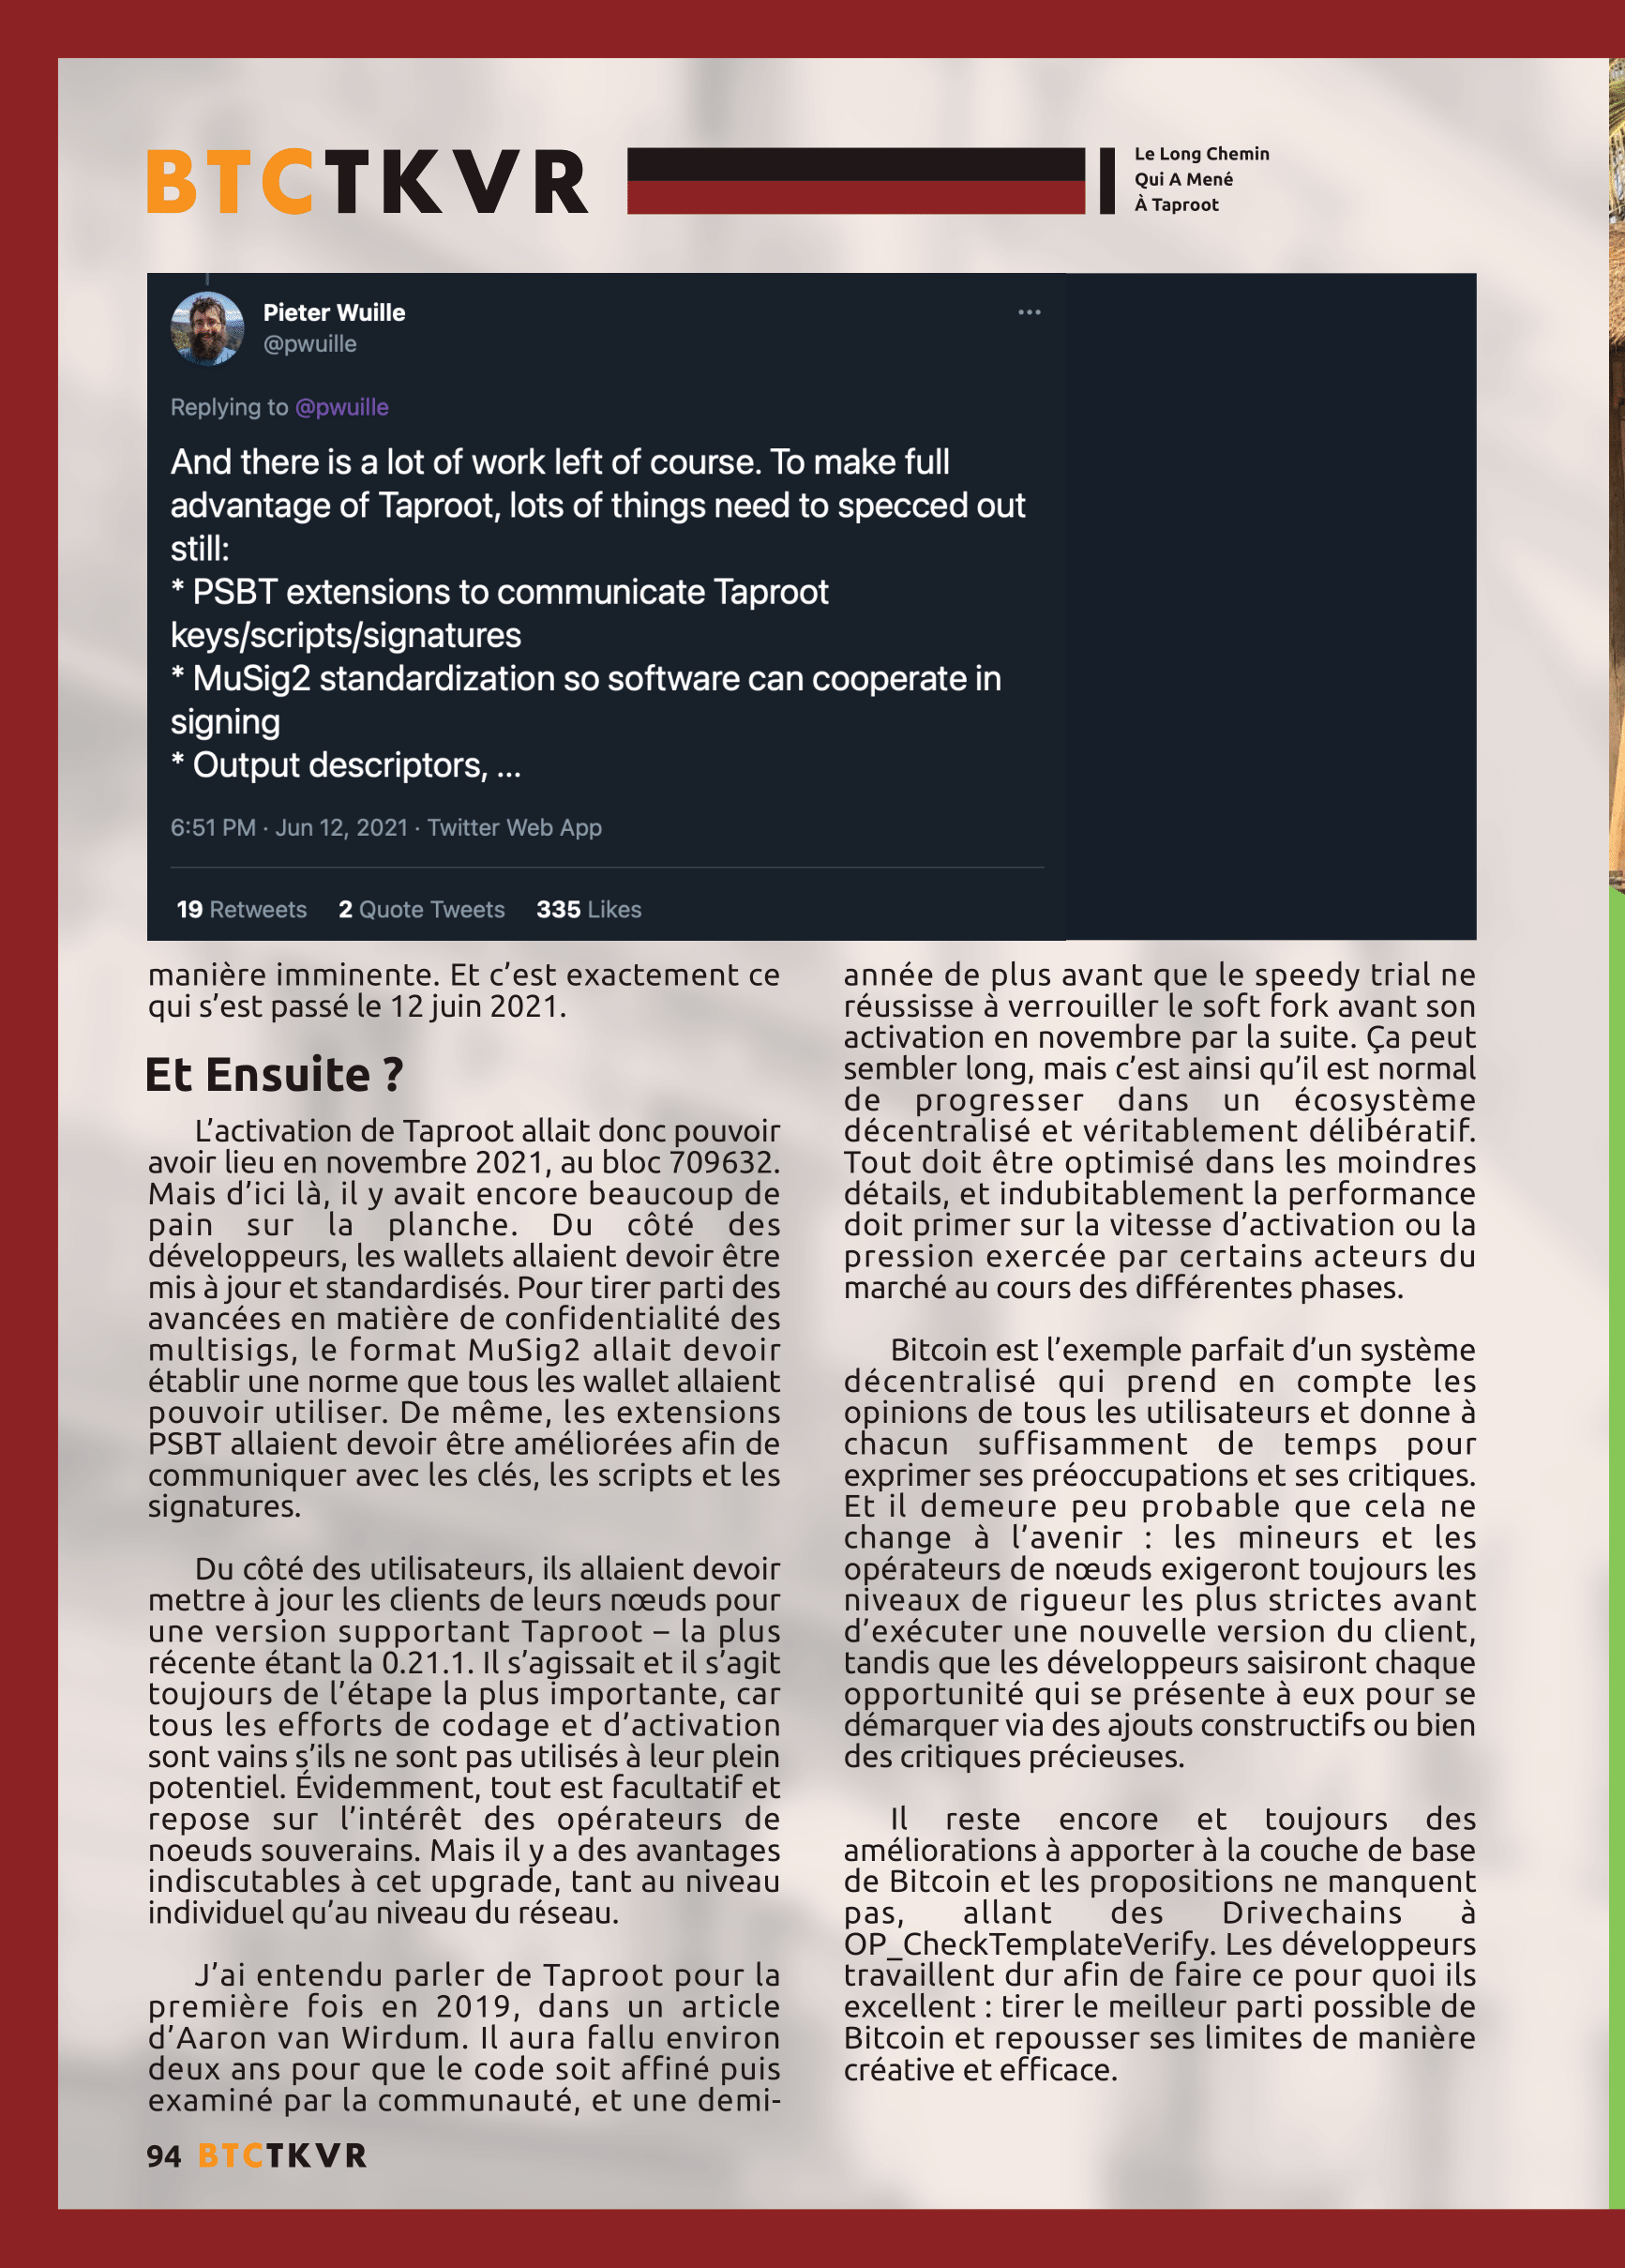 BTCTKVR
Le Long Chemin
Qui A Mené
À Taproot
Pieter Wuille
@pwuille
Replying to @pwuille
And there is a lot of work left of course. To make full
advantage of Taproot, lots of things need to specced out
still:
* PSBT extensions to communicate Taproot
keys/scripts/signatures
* MuSig2 standardization so software can cooperate in
signing
* Output descriptors, ...
6:51 PM · Jun 12, 2021 · Twitter Web App
19 Retweets 2 Quote Tweets 335 Likes
manière imminente. Et c’est exactement ce
qui s’est passé le 12 juin 2021.
Et Ensuite ?
L’activation de Taproot allait donc pouvoir
avoir lieu en novembre 2021, au bloc 709632.
Mais d’ici là, il y avait encore beaucoup de
pain sur la planche. Du côté des
développeurs, les wallets allaient devoir être
mis à jour et standardisés. Pour tirer parti des
avancées en matière de confidentialité des
multisigs, le format MuSig2 allait devoir
établir une norme que tous les wallet allaient
pouvoir utiliser. De même, les extensions
PSBT allaient devoir être améliorées afin de
communiquer avec les clés, les scripts et les
signatures.
Du côté des utilisateurs, ils allaient devoir
mettre à jour les clients de leurs nœuds pour
une version supportant Taproot – la plus
récente étant la 0.21.1. Il s’agissait et il s’agit
toujours de l’étape la plus importante, car
tous les efforts de codage et d’activation
sont vains s’ils ne sont pas utilisés à leur plein
potentiel. Évidemment, tout est facultatif et
repose sur l’intérêt des opérateurs de
noeuds souverains. Mais il y a des avantages
indiscutables à cet upgrade, tant au niveau
individuel qu’au niveau du réseau.
J’ai entendu parler de Taproot pour la
première fois en 2019, dans un article
d’Aaron van Wirdum. Il aura fallu environ
deux ans pour que le code soit affiné puis
examiné par la communauté, et une demi-
année de plus avant que le speedy trial ne
réussisse à verrouiller le soft fork avant son
activation en novembre par la suite. Ça peut
sembler long, mais c’est ainsi qu’il est normal
de progresser dans un écosystème
décentralisé et véritablement délibératif.
Tout doit être optimisé dans les moindres
détails, et indubitablement la performance
doit primer sur la vitesse d’activation ou la
pression exercée par certains acteurs du
marché au cours des différentes phases.
Bitcoin est l’exemple parfait d’un système
décentralisé qui prend en compte les
opinions de tous les utilisateurs et donne à
chacun suffisamment de temps pour
exprimer ses préoccupations et ses critiques.
Et il demeure peu probable que cela ne
change à l’avenir : les mineurs et les
opérateurs de nœuds exigeront toujours les
niveaux de rigueur les plus strictes avant
d’exécuter une nouvelle version du client,
tandis que les développeurs saisiront chaque
opportunité qui se présente à eux pour se
démarquer via des ajouts constructifs ou bien
des critiques précieuses.
Il reste encore et toujours des
améliorations à apporter à la couche de base
de Bitcoin et les propositions ne manquent
pas, allant des Drivechains à
OP_CheckTemplateVerify. Les développeurs
travaillent dur afin de faire ce pour quoi ils
excellent : tirer le meilleur parti possible de
Bitcoin et repousser ses limites de manière
créative et efficace.
94 BTCTKVR